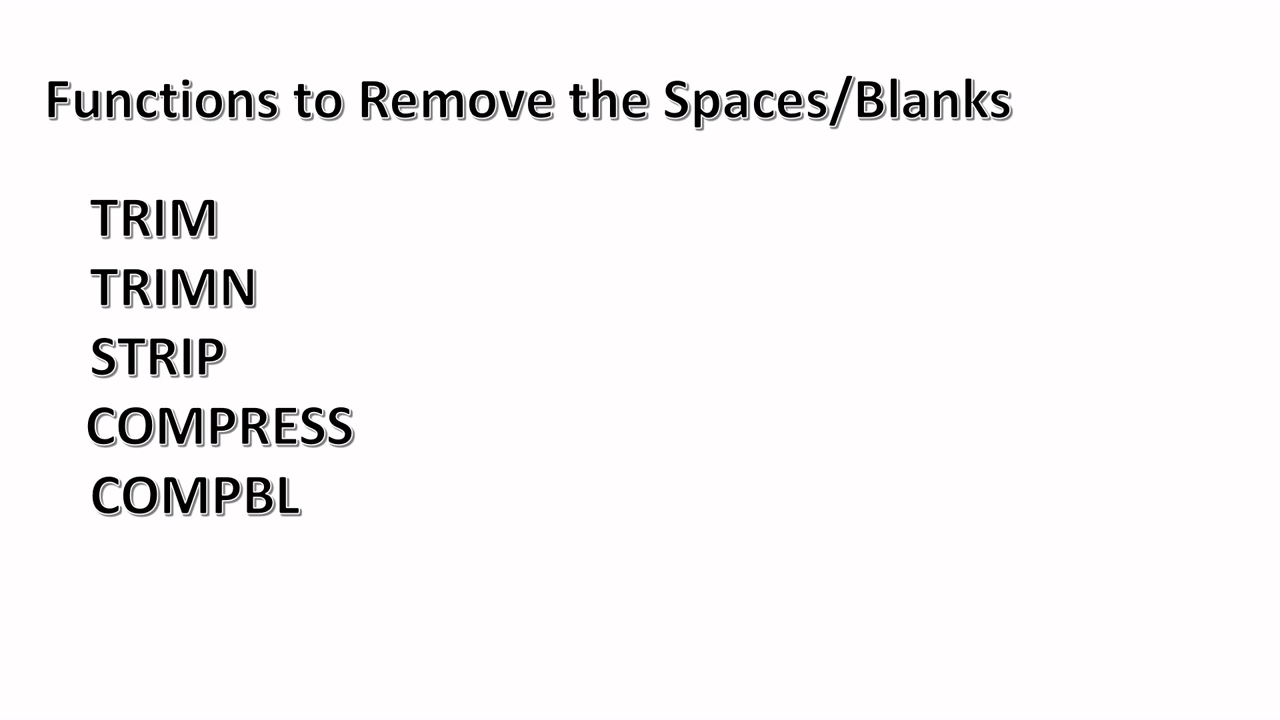 Functions to Remove the Spaces/Blanks
TRIM
TRIMN
STRIP
COMPRESS
COMPBL